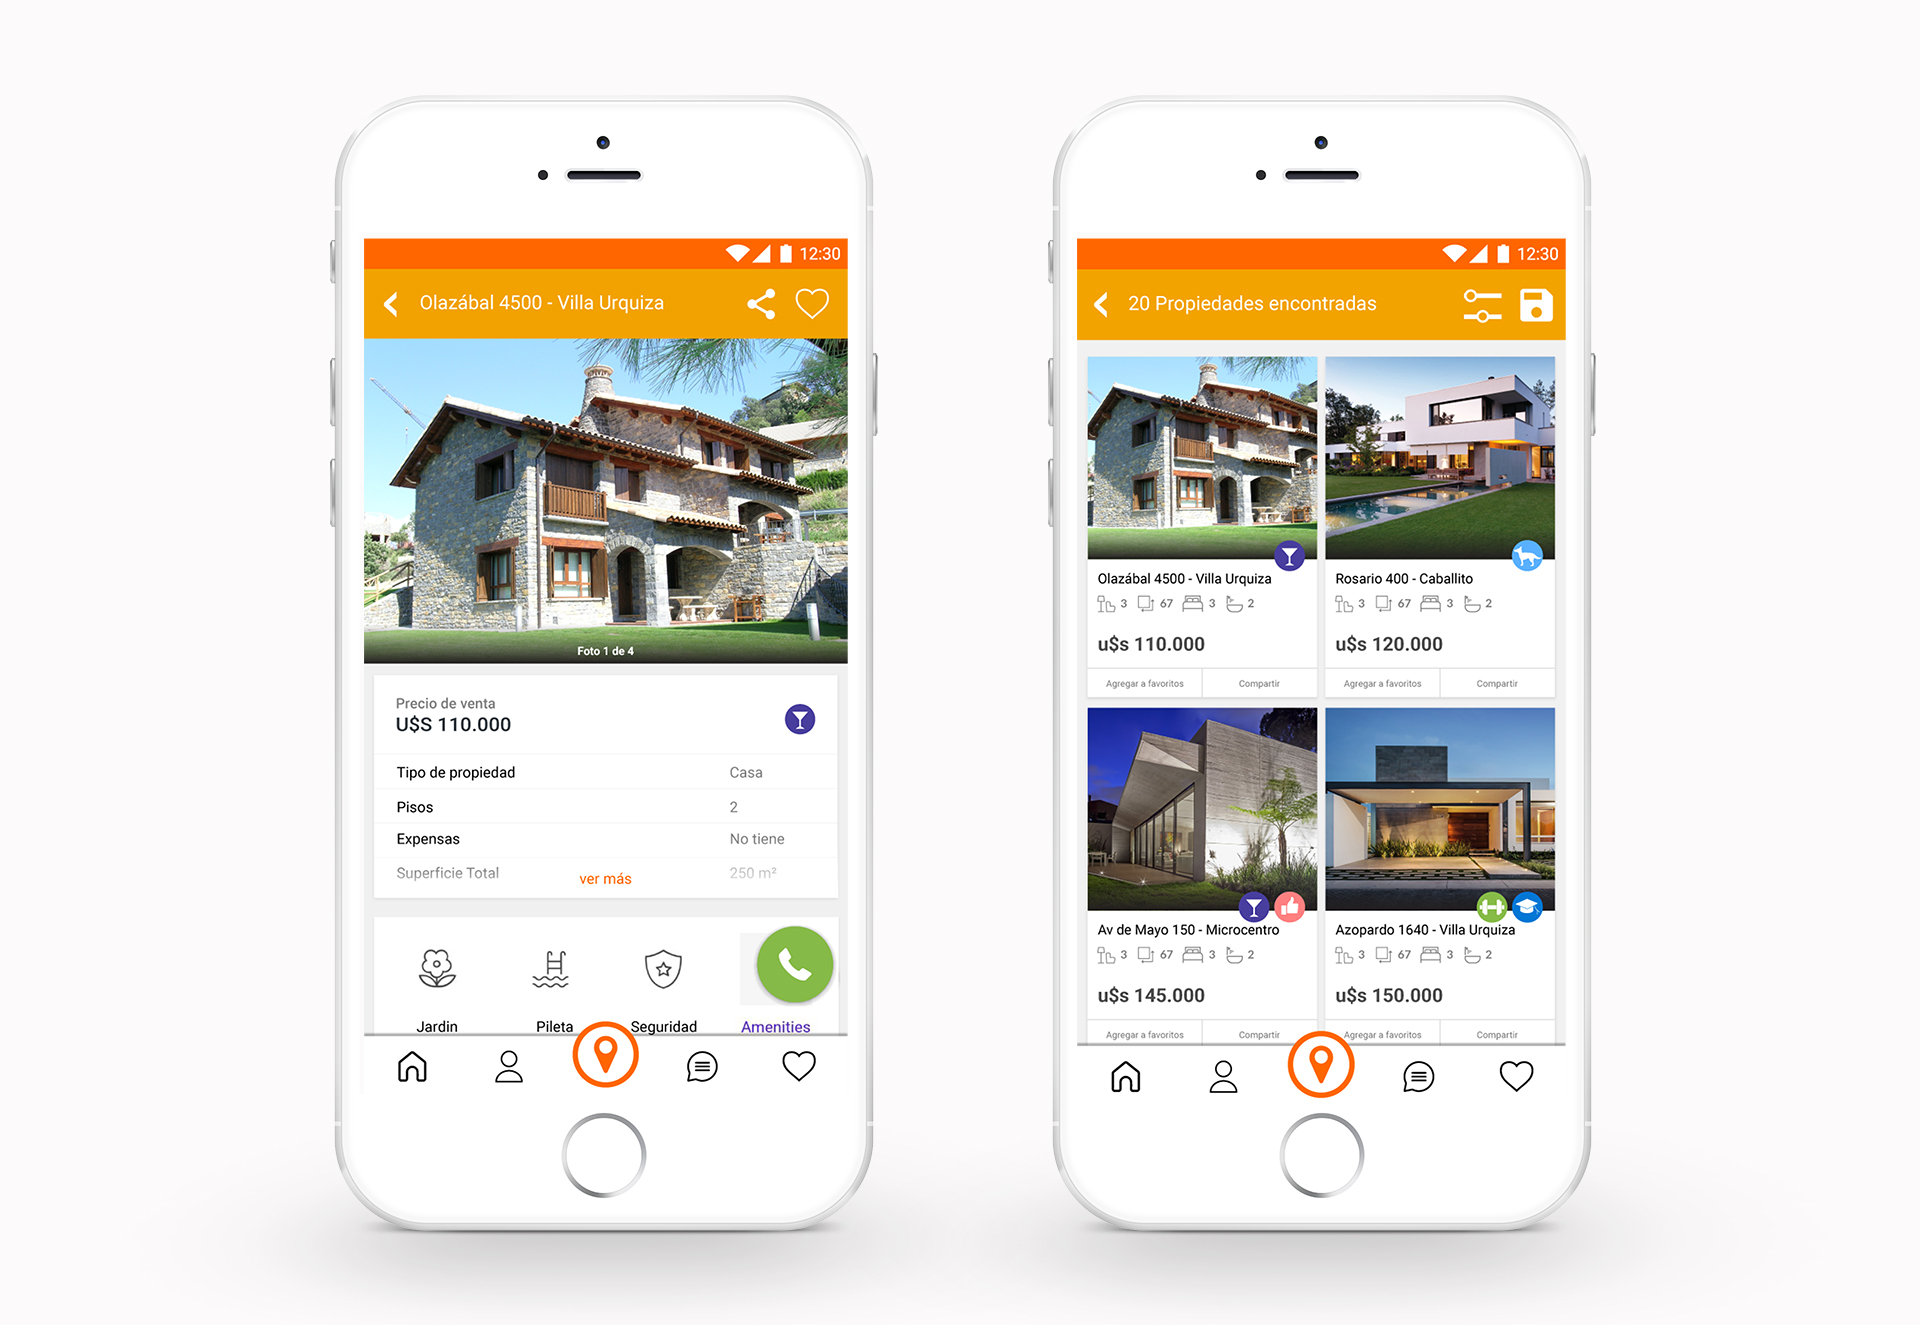 12:30
Olazábal 4500 - Villa Urquiza
Foto 1 de 4
Precio de venta
U$S 110.000
Tipo de propiedad Casa
Pisos 2
Expensas No tiene
Superficie Total 250 m²
ver más
Jardin Pileta Seguridad Amenities
12:30
20 Propiedades encontradas
Olazábal 4500 - Villa Urquiza
3 67 3 2
u$s 110.000
Agregar a favoritos Compartir
Rosario 400 - Caballito
3 67 3 2
u$s 120.000
Agregar a favoritos Compartir
Av de Mayo 150 - Microcentro
3 67 3 2
u$s 145.000
Agregar a favoritos Compartir
Azopardo 1640 - Villa Urquiza
3 67 3 2
u$s 150.000
Agregar a favoritos Compartir